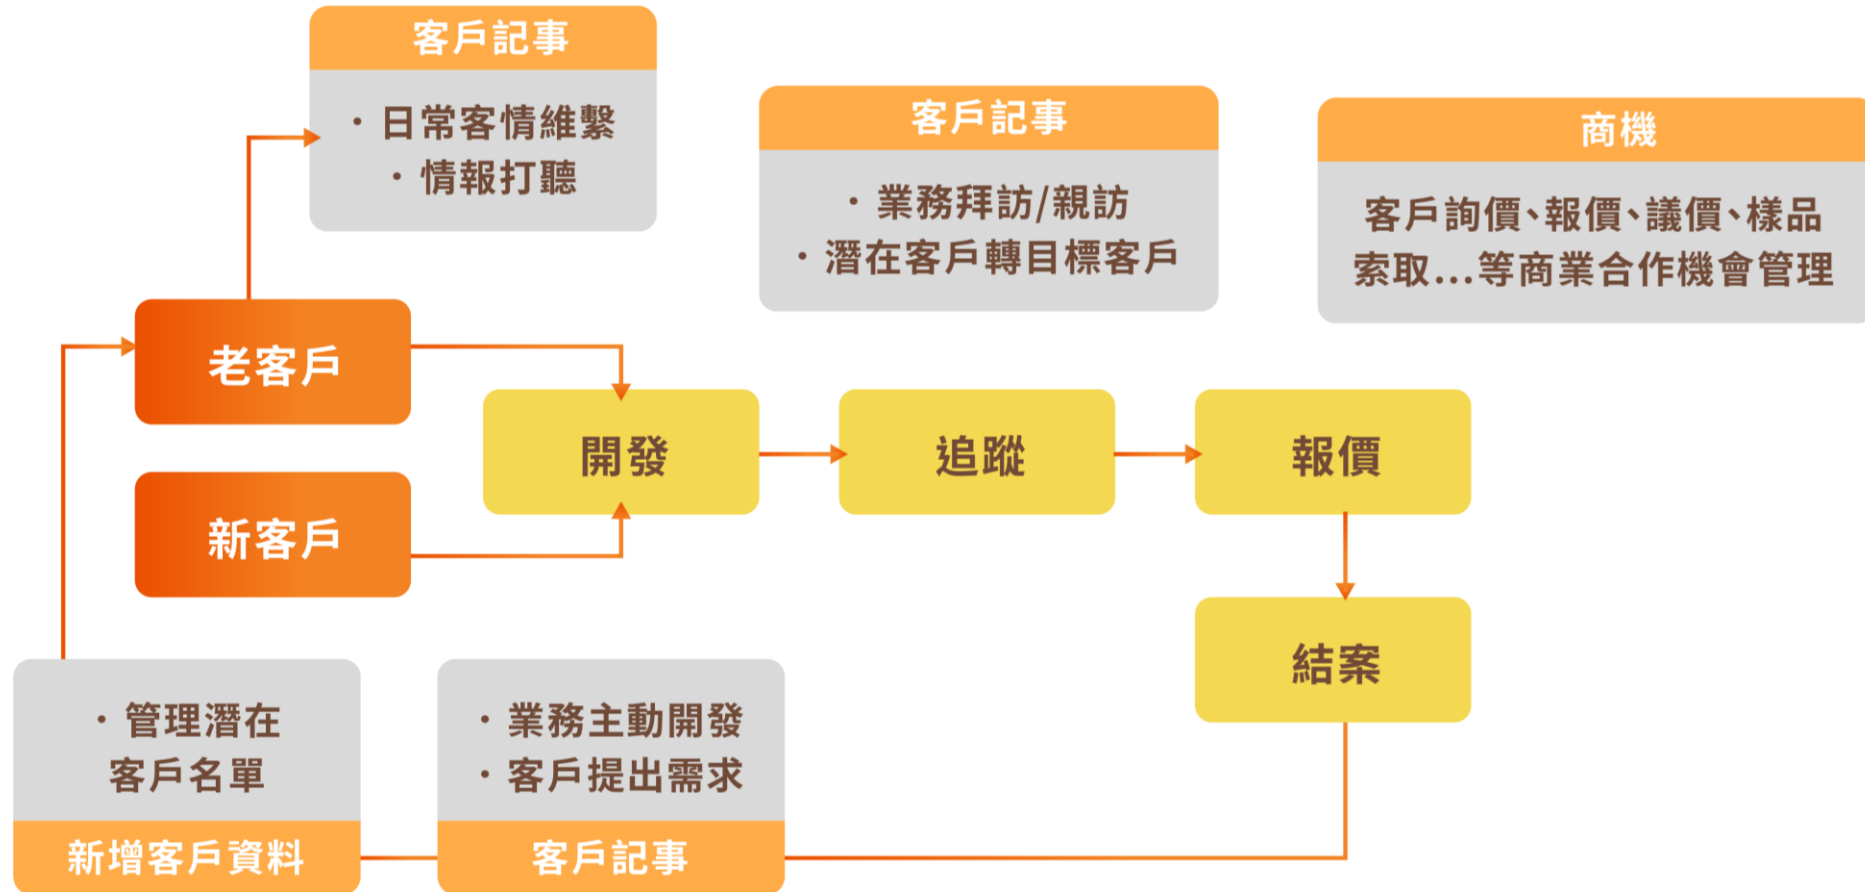 客戶記事
・日常客情維繫
・情報打聽
客戶記事
・業務拜訪/親訪
・潛在客戶轉目標客戶
商機
客戶詢價、報價、議價、樣品
索取...等商業合作機會管理
老客戶
新客戶
開發
追蹤
報價
結案
・管理潛在
客戶名單
新增客戶資料
・業務主動開發
・客戶提出需求
客戶記事